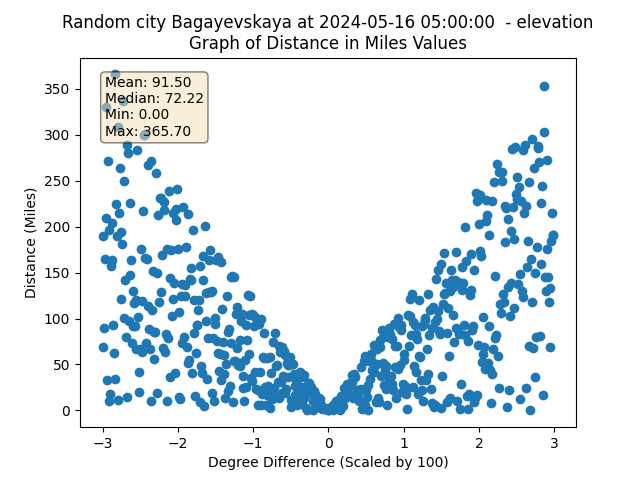 Random city Bagayevskaya at 2024-05-16 05:00:00  - elevation
Graph of Distance in Miles Values
Mean: 91.50
Median: 72.22
Min: 0.00
Max: 365.70
350
300
250
200
150
100
50
0
Distance (Miles)
−3
−2
−1
0
1
2
3
Degree Difference (Scaled by 100)